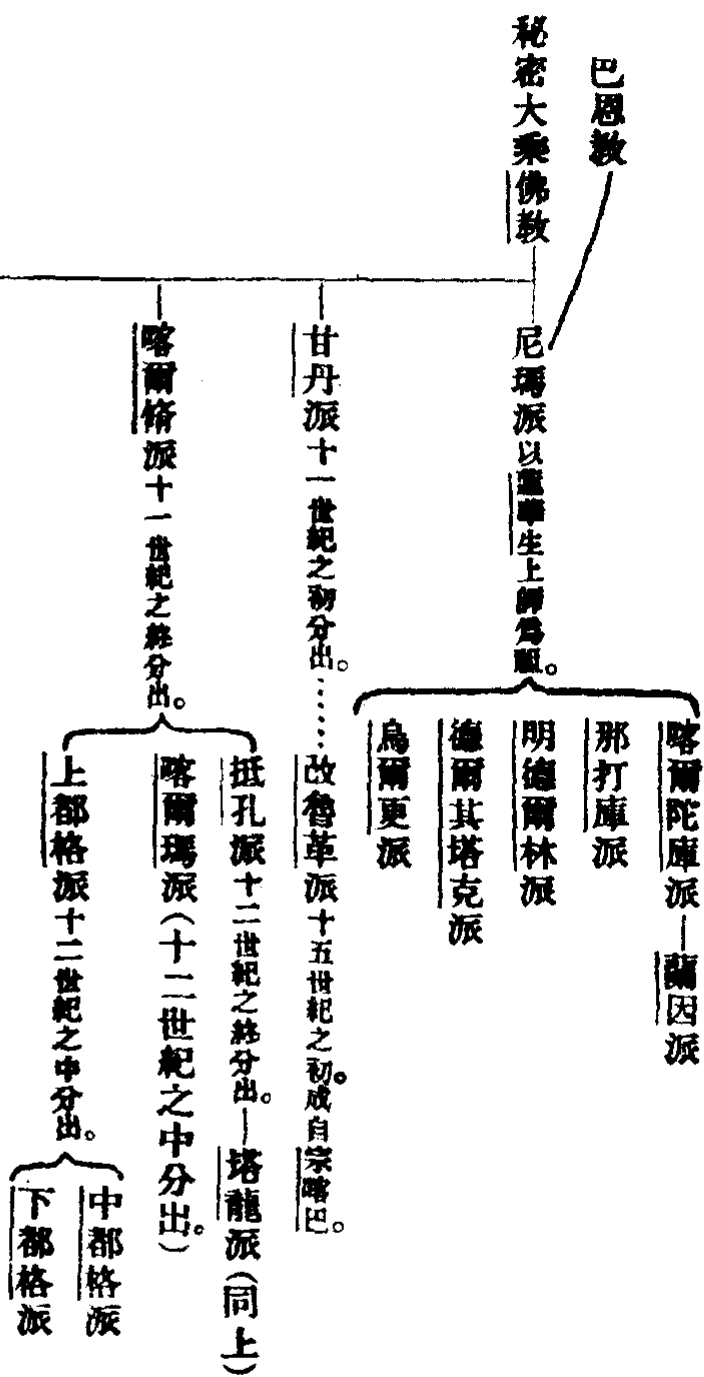 巴恩教
秘密大乘佛教
尼瑪派以蓮華生上師爲祖。
喀爾陀庫派—蘭因派
那打庫派
明德爾林派
德爾其塔克派
烏爾更派
甘丹派十一世紀之初分出。……改魯革派十五世紀之初。成自宗喀巴。
喀爾脩派十一世紀之終分出。
抵孔派十二世紀之終分出。—塔龍派(同上)
喀爾瑪派(十二世紀之中分出。)
上都格派十二世紀之中分出。
中都格派
下都格派